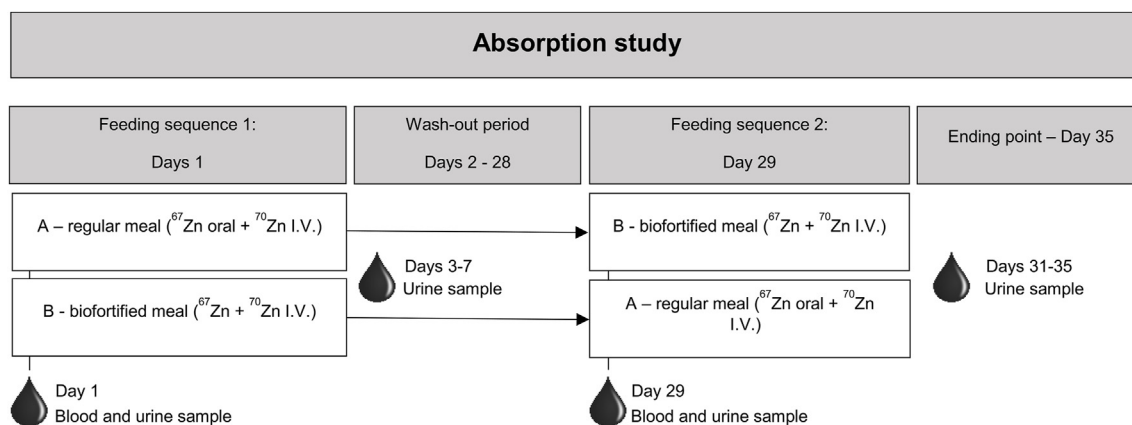 Absorption study
Feeding sequence 1:
Days 1
Wash-out period
Days 2 - 28
Feeding sequence 2:
Day 29
Ending point – Day 35
A – regular meal (⁶⁷Zn oral + ⁷⁰Zn I.V.)
B - biofortified meal (⁶⁷Zn + ⁷⁰Zn I.V.)
Days 3-7
Urine sample
B - biofortified meal (⁶⁷Zn + ⁷⁰Zn I.V.)
A – regular meal (⁶⁷Zn oral + ⁷⁰Zn
I.V.)
Days 31-35
Urine sample
Day 1
Blood and urine sample
Day 29
Blood and urine sample